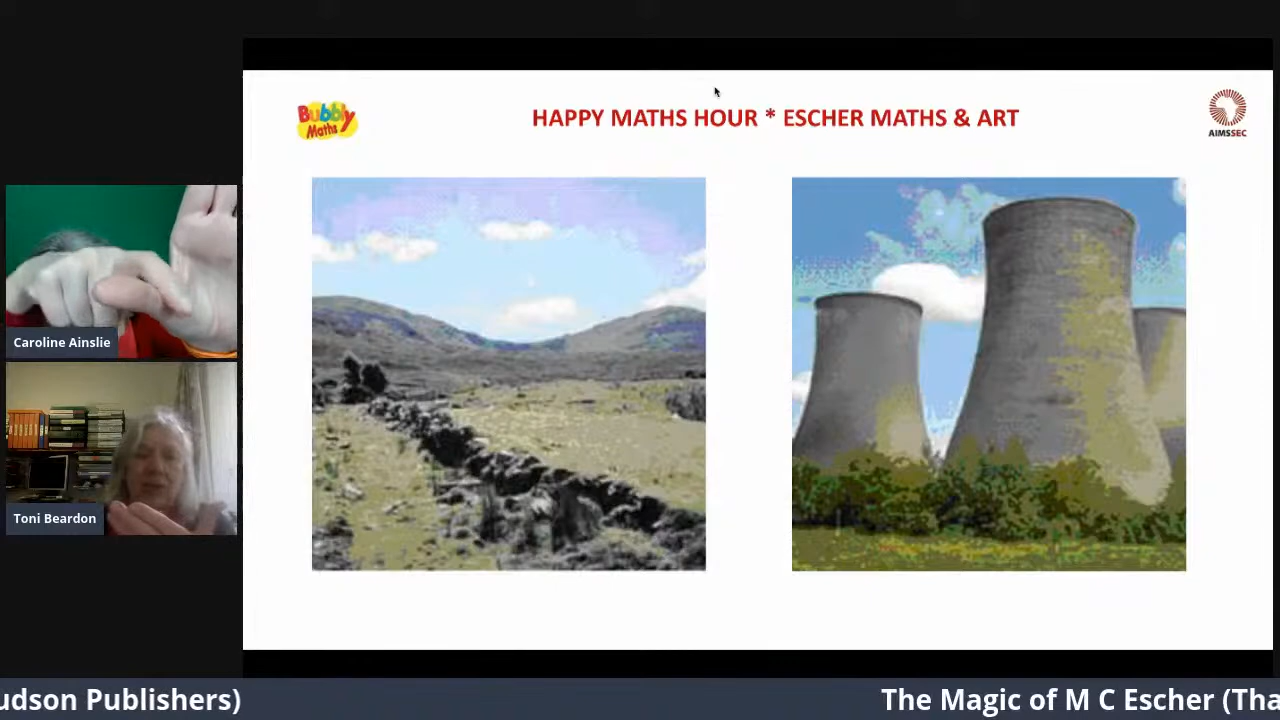 Bubbly
Maths
HAPPY MATHS HOUR * ESCHER MATHS & ART
AIMSSEC
Caroline Ainslie
Toni Beardon
udson Publishers)
The Magic of M C Escher (Tha